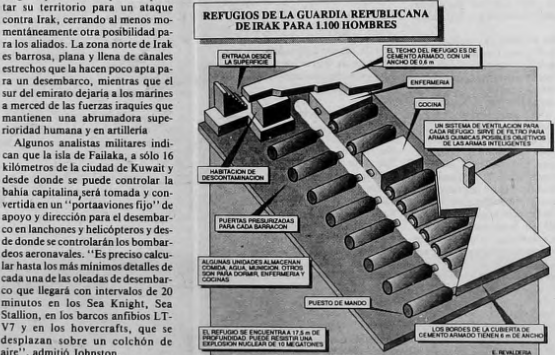 tar su territorio para un ataque
contra Irak, cerrando al menos mo-
mentáneamente otra posibilidad pa-
ra los aliados. La zona norte de Irak
es barrosa, plana y llena de canales
estrechos que la hacen poco apta pa-
ra un desembarco, mientras que el
sur del emirato dejaría a los marines
a merced de las fuerzas iraquíes que
mantienen una abrumadora supe-
rioridad humana y en artillería
Algunos analistas militares indi-
can que la isla de Failaka, a sólo 16
kilómetros de la ciudad de Kuwait y
desde donde se puede controlar la
bahía capitalina, será tomada y con-
vertida en un "portaaviones fijo" de
apoyo y dirección para el desembar-
co en lanchones y helicópteros y des-
de donde se controlarán los bombar-
deos aeronavales. "Es preciso calcu-
lar hasta los más mínimos detalles de
cada una de las oleadas de desembar-
co que llegará con intervalos de 20
minutos en los Sea Knight, Sea
Stallion, en los barcos anfibios LT-
V7 y en los hovercrafts, que se
desplazan sobre un colchón de
aire", admitió Johnston
REFUGIOS DE LA GUARDIA REPUBLICANA
DE IRAK PARA 1.100 HOMBRES
ENTRADA DESDE
LA SUPERFICIE
EL TECHO DEL REFUGIO ES DE
CEMENTO ARMADO, CON UN
ANCHO DE 0,6 m
ENFERMERIA
COCINA
UN SISTEMA DE VENTILACION PARA
CADA REFUGIO. SIRVE DE FILTRO PARA
ARMAS QUIMICAS POSIBLES OBJETIVOS
DE LAS ARMAS INTELIGENTES
HABITACION DE
DESCONTAMINACION
PUERTAS PRESURIZADAS
PARA CADA BARRACON
ALGUNAS UNIDADES ALMACENAN
COMIDA, AGUA, MUNICION. OTROS
SON PARA DORMIR, ENFERMERIA Y
COCINAS
PUESTO DE MANDO
EL REFUGIO SE ENCUENTRA A 17,5 m DE
PROFUNDIDAD. PUEDE RESISTIR UNA
EXPLOSION NUCLEAR DE 10 MEGATONES
LOS BORDES DE LA CUBIERTA DE
CEMENTO ARMADO TIENEN 6 m DE ANCHO
E. REVALDERIA